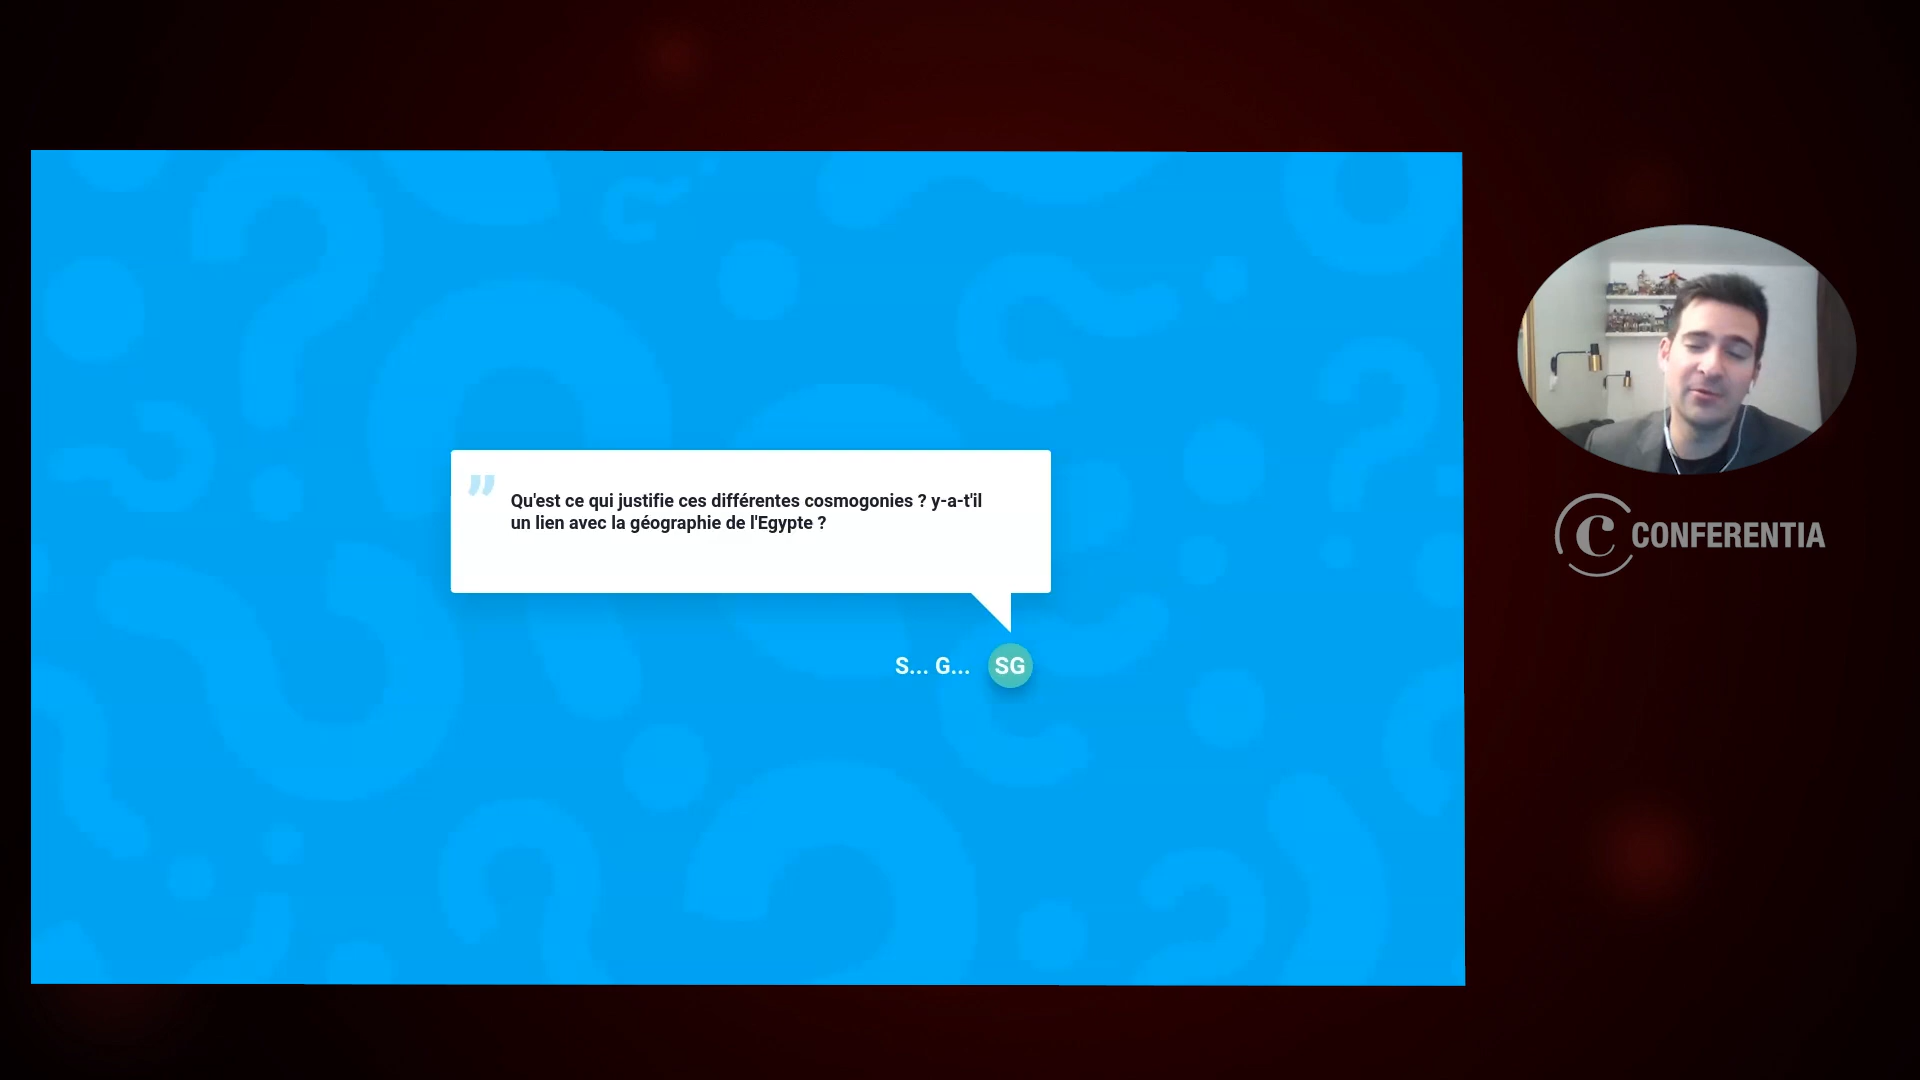 Qu'est ce qui justifie ces différentes cosmogonies ? y-a-t'il
un lien avec la géographie de l'Egypte ?
S... G...
SG
C CONFERENTIA